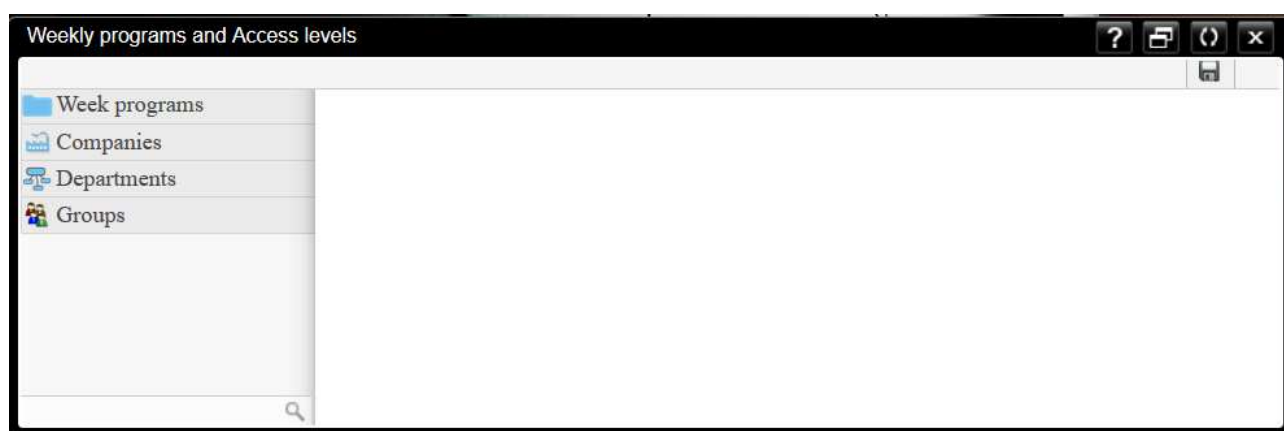 Weekly programs and Access levels
?
Week programs
Companies
Departments
Groups